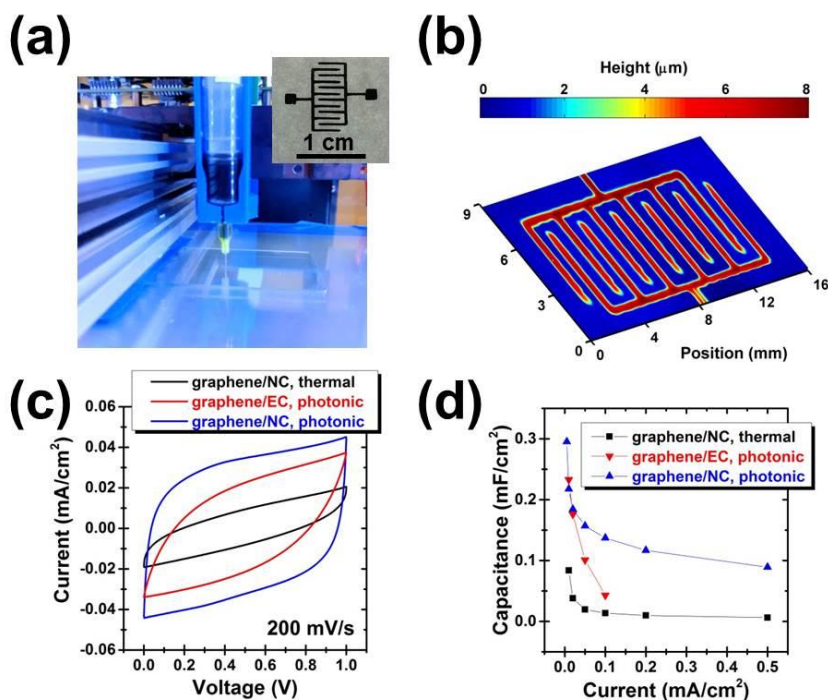 (a)
1 cm
(b)
Height (μm)
0 2 4 6 8
9
6
3
0
0
4
8
12
16
Position (mm)
(c)
graphene/NC, thermal
graphene/EC, photonic
graphene/NC, photonic
0.06
0.04
0.02
0.00
-0.02
-0.04
-0.06
Current (mA/cm²)
200 mV/s
0.0 0.2 0.4 0.6 0.8 1.0
Voltage (V)
(d)
graphene/NC, thermal
graphene/EC, photonic
graphene/NC, photonic
0.3
0.2
0.1
0.0
Capacitance (mF/cm²)
0.0 0.1 0.2 0.3 0.4 0.5
Current (mA/cm²)